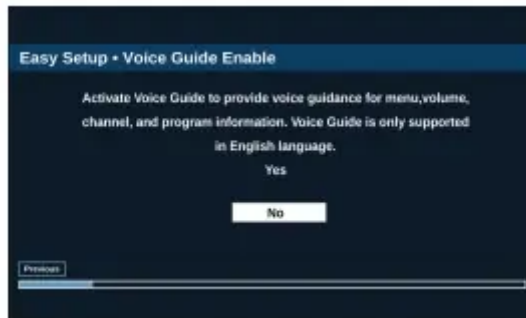 Easy Setup • Voice Guide Enable
Activate Voice Guide to provide voice guidance for menu,volume,
channel, and program information. Voice Guide is only supported
in English language.
Yes
No
Previous